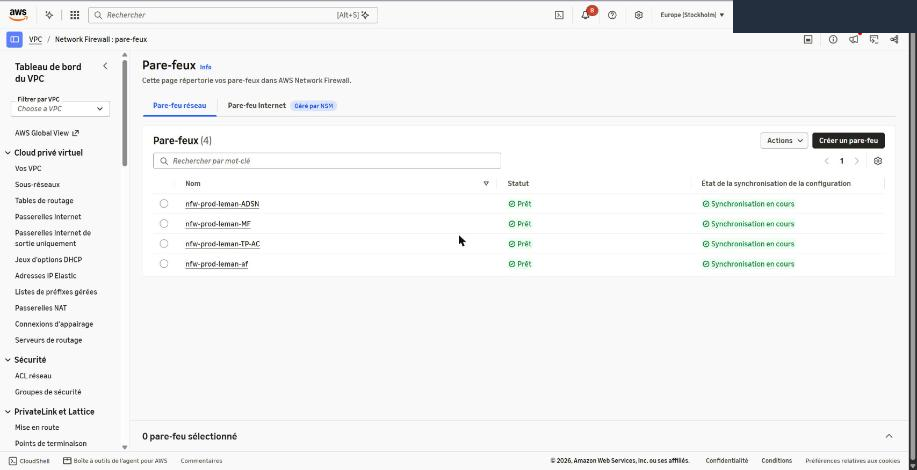 aws
Rechercher
[Alt+S]
8
Europe (Stockholm) ▼
VPC / Network Firewall : pare-feux
Tableau de bord
du VPC
Filtrer par VPC
Choose a VPC
AWS Global View
Cloud privé virtuel
Vos VPC
Sous-réseaux
Tables de routage
Passerelles Internet
Passerelles Internet de
sortie uniquement
Jeux d'options DHCP
Adresses IP Elastic
Listes de préfixes gérées
Passerelles NAT
Connexions d'appairage
Serveurs de routage
Sécurité
ACL réseau
Groupes de sécurité
PrivateLink et Lattice
Mise en route
Points de terminaison
Pare-feux Info
Cette page répertorie vos pare-feux dans AWS Network Firewall.
Pare-feu réseau
Pare-feu Internet Géré par NSM
Pare-feux (4)
Actions
Créer un pare-feu
Rechercher par mot-clé
1
Nom Statut État de la synchronisation de la configuration
nfw-prod-leman-ADSN Prêt Synchronisation en cours
nfw-prod-leman-MF Prêt Synchronisation en cours
nfw-prod-leman-TP-AC Prêt Synchronisation en cours
nfw-prod-leman-af Prêt Synchronisation en cours
0 pare-feu sélectionné
CloudShell Boîte à outils de l'agent pour AWS Commentaires © 2026, Amazon Web Services, Inc. ou ses affiliés. Confidentialité Conditions Préférences relatives aux cookies